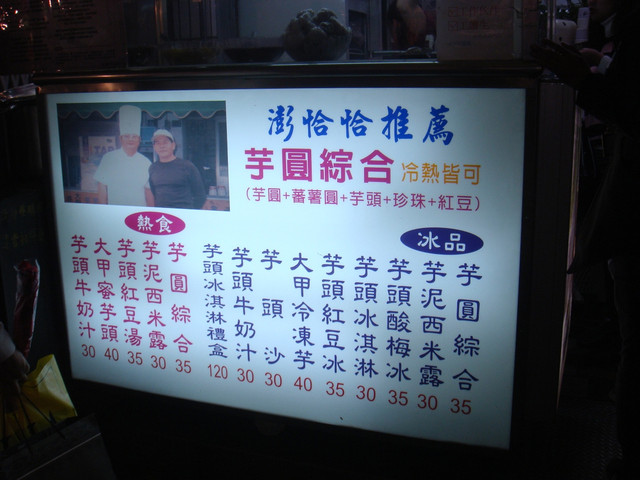 澎恰恰推薦
芋圓綜合 冷熱皆可
(芋圓+蕃薯圓+芋頭+珍珠+紅豆)
熱食
芋圓綜合 35
芋泥西米露 30
芋頭紅豆湯 35
大甲蜜芋頭 40
芋頭牛奶汁 30
冰品
芋圓綜合 35
芋泥西米露 30
芋頭酸梅冰 35
芋頭冰淇淋 30
芋頭紅豆冰 35
大甲冷凍芋 40
芋頭沙 30
芋頭牛奶汁 30
芋頭冰淇淋禮盒 120